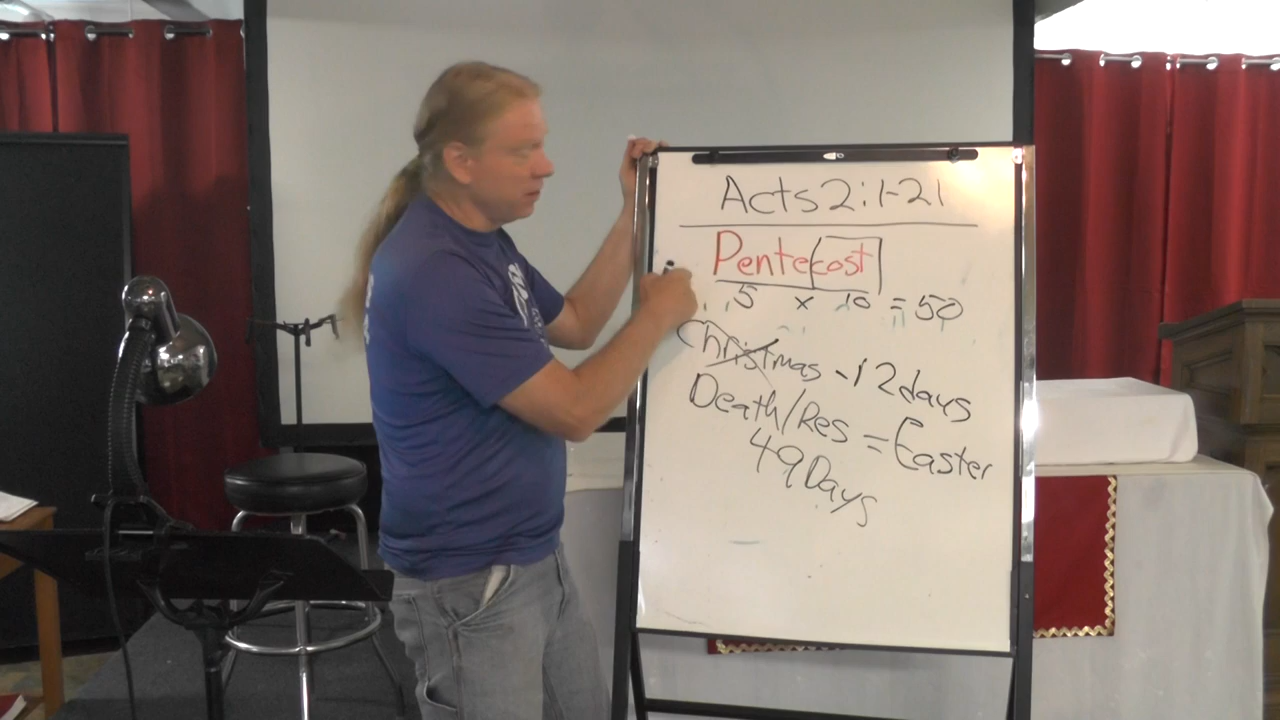 Acts 2:1-21
Pentecost
5 x 10 = 50
Christmas - 12 days
Death/Res = Easter
49 Days